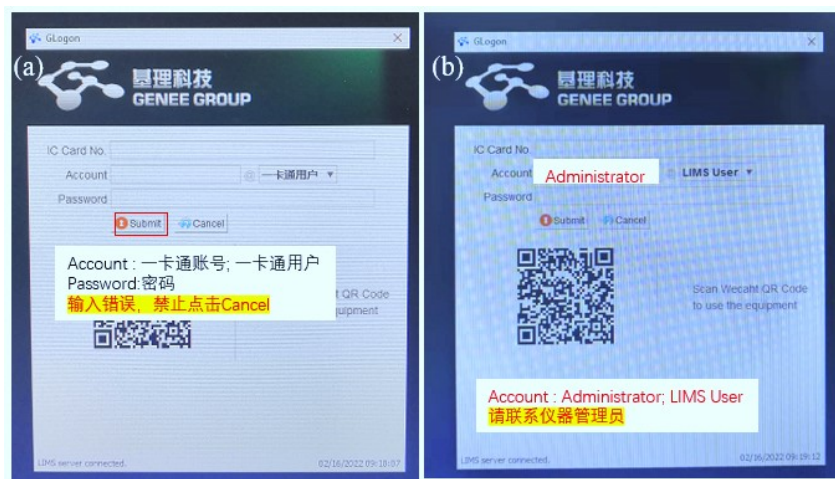 (a)
GLogon
基理科技
GENEE GROUP
IC Card No.
Account @ 一卡通用户
Password
Submit Cancel
Account : 一卡通账号; 一卡通用户
Password:密码
输入错误，禁止点击Cancel
QR Code
equipment
LIMS server connected. 02/16/2022 09:18:07
(b)
GLogon
基理科技
GENEE GROUP
IC Card No.
Account Administrator @ LIMS User
Password
Submit Cancel
Scan Wecaht QR Code
to use the equipment
Account : Administrator; LIMS User
请联系仪器管理员
LIMS server connected. 02/16/2022 09:19:12